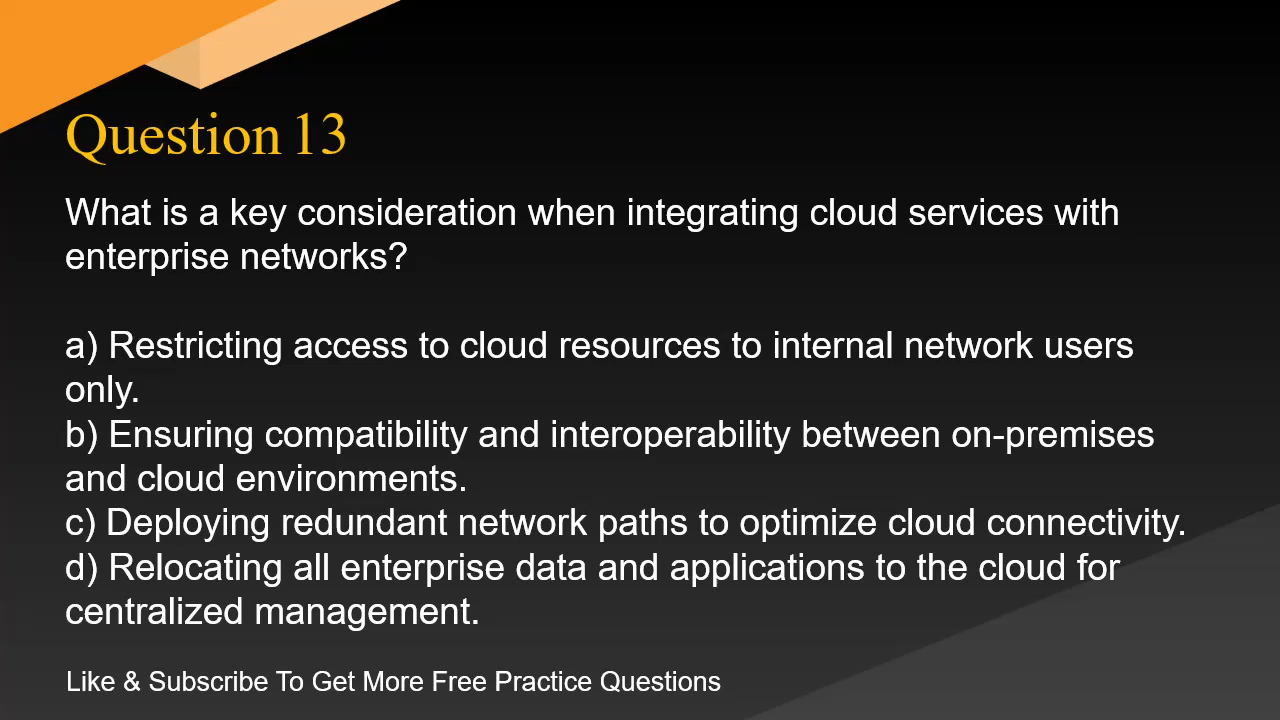 Question 13
What is a key consideration when integrating cloud services with
enterprise networks?
a) Restricting access to cloud resources to internal network users
only.
b) Ensuring compatibility and interoperability between on-premises
and cloud environments.
c) Deploying redundant network paths to optimize cloud connectivity.
d) Relocating all enterprise data and applications to the cloud for
centralized management.
Like & Subscribe To Get More Free Practice Questions